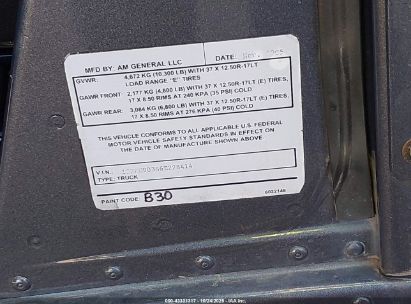 MFD BY: AM GENERAL LLC
DATE:
GVWR: 4,672 KG (10,300 LB) WITH 37 X 12.50R-17LT
LOAD RANGE "E" TIRES
GAWR FRONT: 2,177 KG (4,800 LB) WITH 37 X 12.50R-17LT (E) TIRES,
17 X 8.50 RIMS AT 240 KPA (35 PSI) COLD
GAWR REAR: 3,084 KG (6,800 LB) WITH 37 X 12.50R-17LT (E) TIRES,
17 X 8.50 RIMS AT 276 KPA (40 PSI) COLD
THIS VEHICLE CONFORMS TO ALL APPLICABLE U.S. FEDERAL
MOTOR VEHICLE SAFETY STANDARDS IN EFFECT ON
THE DATE OF MANUFACTURE SHOWN ABOVE
V.I.N.
TYPE: TRUCK
PAINT CODE: B30
6022146